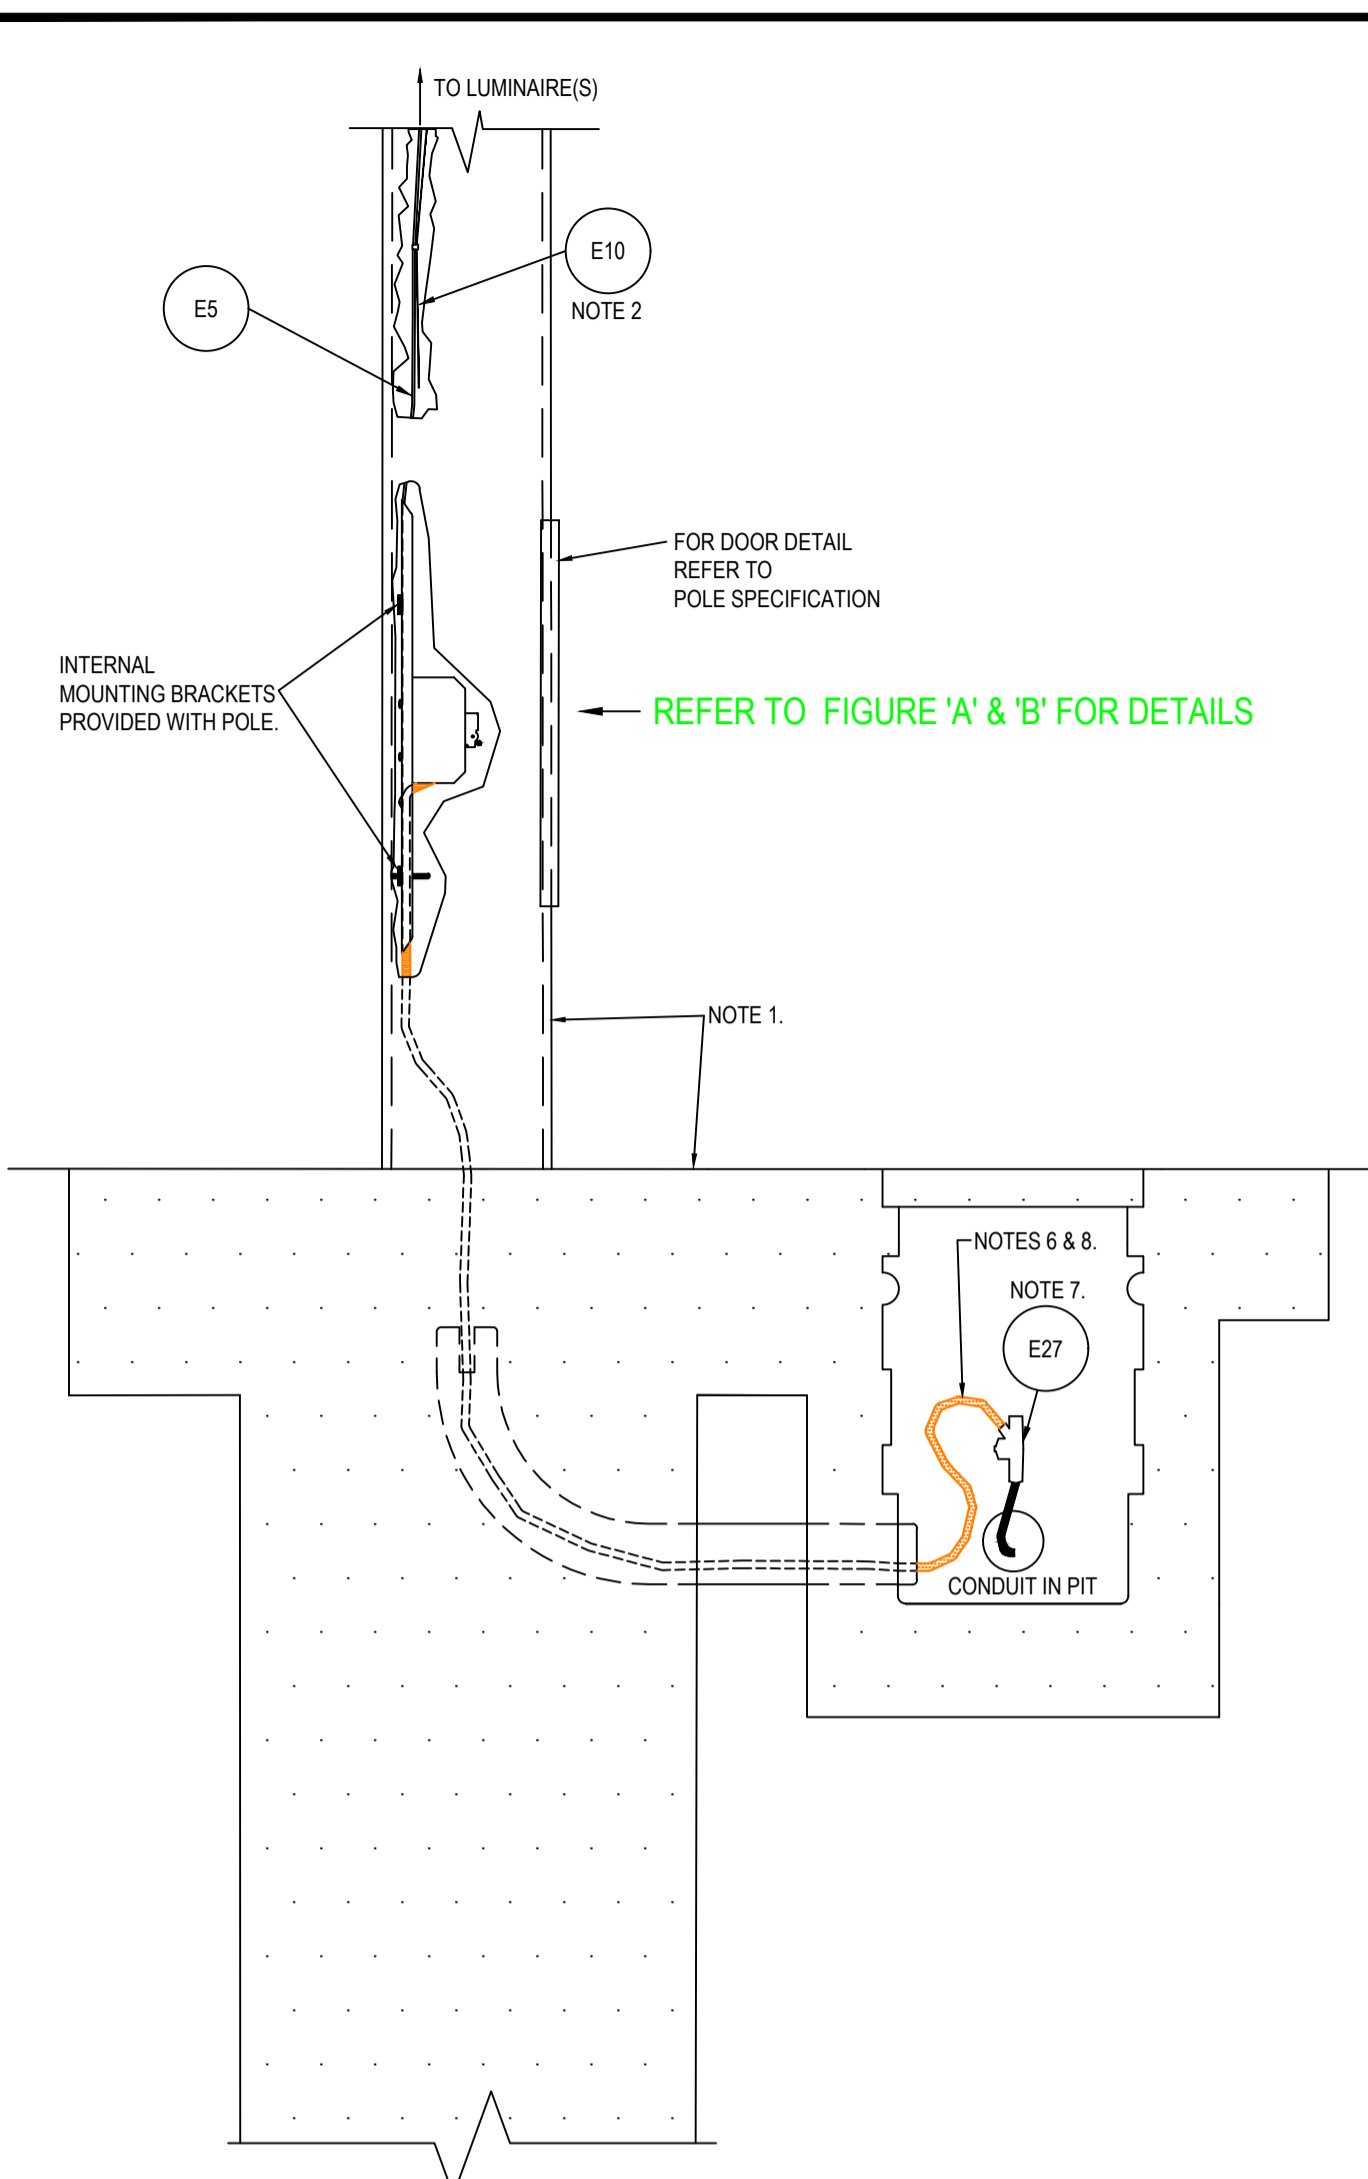 TO LUMINAIRE(S)
E10
NOTE 2
E5
FOR DOOR DETAIL
REFER TO
POLE SPECIFICATION
INTERNAL
MOUNTING BRACKETS
PROVIDED WITH POLE.
REFER TO FIGURE 'A' & 'B' FOR DETAILS
NOTE 1.
NOTES 6 & 8.
NOTE 7.
E27
CONDUIT IN PIT